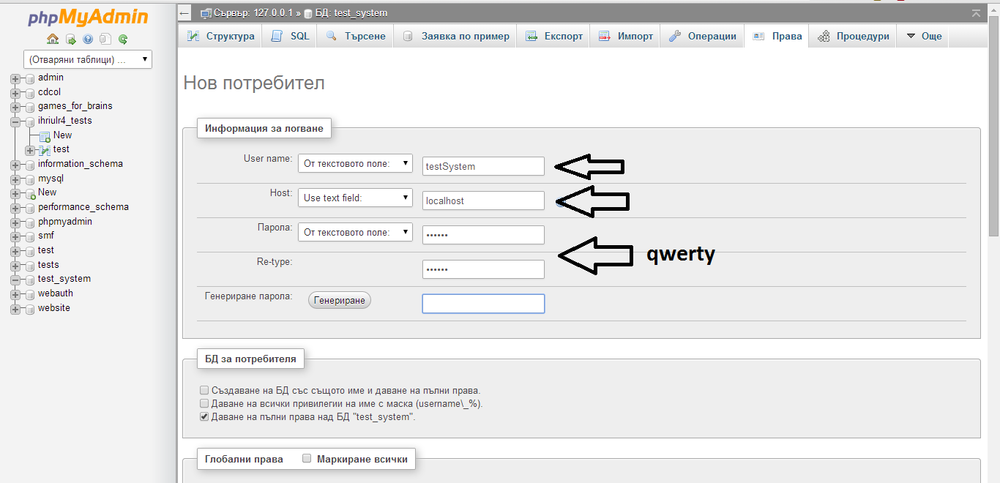 phpMyAdmin
(Отваряни таблици) ...
admin
cdcol
games_for_brains
ihriulr4_tests
New
test
information_schema
mysql
New
performance_schema
phpmyadmin
smf
test
tests
test_system
webauth
website
Сървър: 127.0.0.1 » БД: test_system
Структура SQL Търсене Заявка по пример Експорт Импорт Операции Права Процедури Още
Нов потребител
Информация за логване
User name: От текстовото поле: testSystem
Host: Use text field: localhost
Парола: От текстовото поле: ••••••
qwerty
Re-type: ••••••
Генериране парола: Генериране
БД за потребителя
Създаване на БД със същото име и даване на пълни права.
Даване на всички привилегии на име с маска (username\_%).
Даване на пълни права над БД "test_system".
Глобални права Маркиране всички